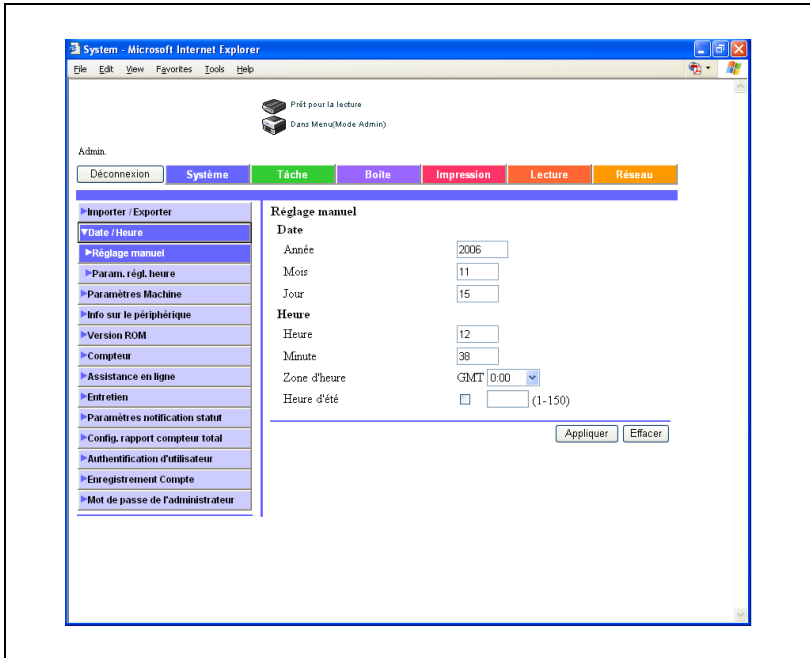 System - Microsoft Internet Explorer
File Edit View Favorites Tools Help
Prêt pour la lecture
Dans Menu(Mode Admin)
Admin.
Déconnexion Système Tâche Boîte Impression Lecture Réseau
Importer / Exporter
Date / Heure
Réglage manuel
Param. régl. heure
Paramètres Machine
Info sur le périphérique
Version ROM
Compteur
Assistance en ligne
Entretien
Paramètres notification statut
Config. rapport compteur total
Authentification d'utilisateur
Enregistrement Compte
Mot de passe de l'administrateur
Réglage manuel
Date
Année 2006
Mois 11
Jour 15
Heure
Heure 12
Minute 38
Zone d'heure GMT 0:00
Heure d'été (1-150)
Appliquer Effacer